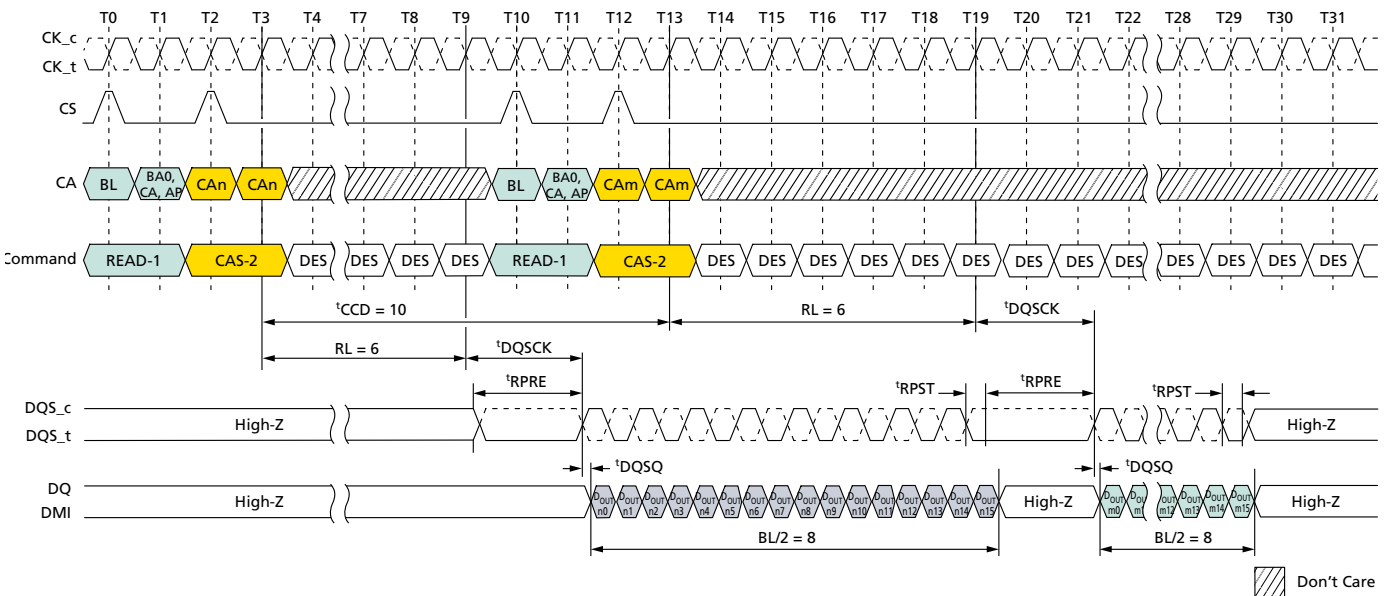 T0 T1 T2 T3 T4 T7 T8 T9 T10 T11 T12 T13 T14 T15 T16 T17 T18 T19 T20 T21 T22 T28 T29 T30 T31
CK_c
CK_t
CS
CA BL BA0, CA, AP CAn CAn BL BA0, CA, AP CAm CAm
Command READ-1 CAS-2 DES DES DES DES READ-1 CAS-2 DES DES DES DES DES DES DES DES DES DES DES DES DES
tCCD = 10 RL = 6 tDQSCK
RL = 6 tDQSCK
tRPRE tRPST tRPRE tRPST
DQS_c
DQS_t
High-Z High-Z
tDQSQ tDQSQ
DQ
DMI
High-Z DOUT n0 DOUT n1 DOUT n2 DOUT n3 DOUT n4 DOUT n5 DOUT n6 DOUT n7 DOUT n8 DOUT n9 DOUT n10 DOUT n11 DOUT n12 DOUT n13 DOUT n14 DOUT n15 High-Z DOUT m0 DOUT m1 DOUT m12 DOUT m13 DOUT m14 DOUT m15 High-Z
BL/2 = 8 BL/2 = 8
Don't Care